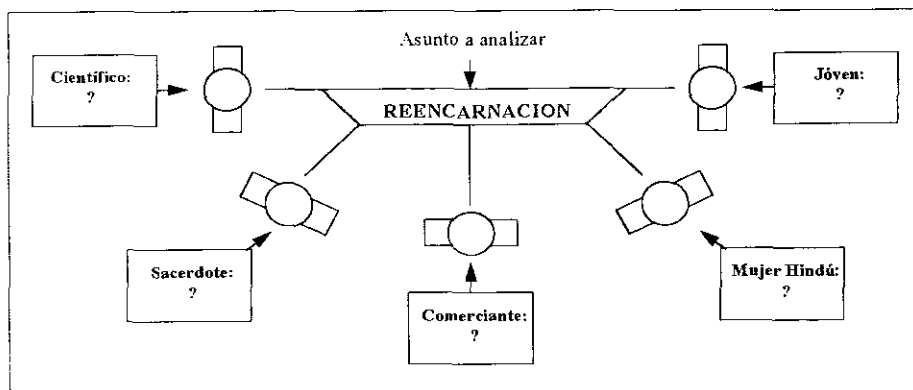 Asunto a analizar
Científico:
?
Jóven:
?
REENCARNACION
Sacerdote:
?
Comerciante:
?
Mujer Hindú:
?